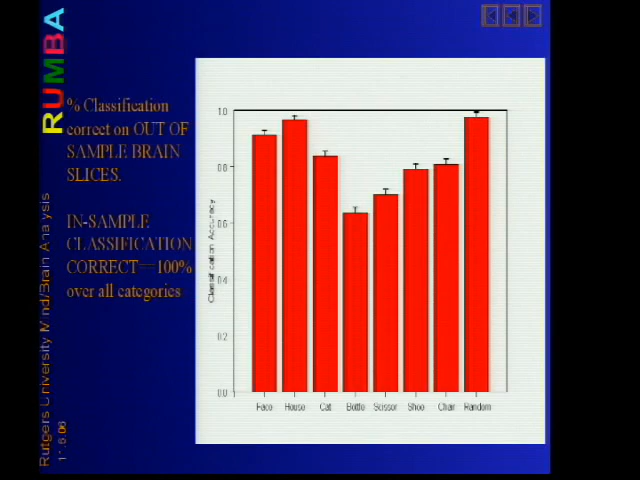 RUMBA
Rutgers University Mind/Brain Analysis
% Classification
correct on OUT OF
SAMPLE BRAIN
SLICES.
IN-SAMPLE
CLASSIFICATION
CORRECT==100%
over all categories
Classification Accuracy
1.0
0.8
0.6
0.4
0.2
0.0
Face House Cat Bottle Scissor Shoe Chair Random